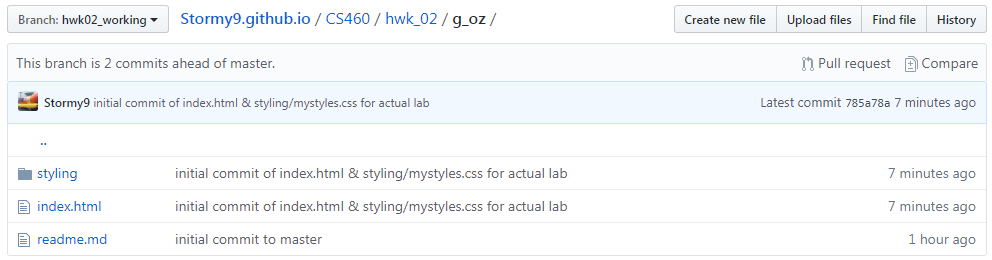 Branch: hwk02_working Stormy9.github.io / CS460 / hwk_02 / g_oz / Create new file Upload files Find file History
This branch is 2 commits ahead of master. Pull request Compare
Stormy9 initial commit of index.html & styling/mystyles.css for actual lab Latest commit 785a78a 7 minutes ago
..
styling initial commit of index.html & styling/mystyles.css for actual lab 7 minutes ago
index.html initial commit of index.html & styling/mystyles.css for actual lab 7 minutes ago
readme.md initial commit to master 1 hour ago